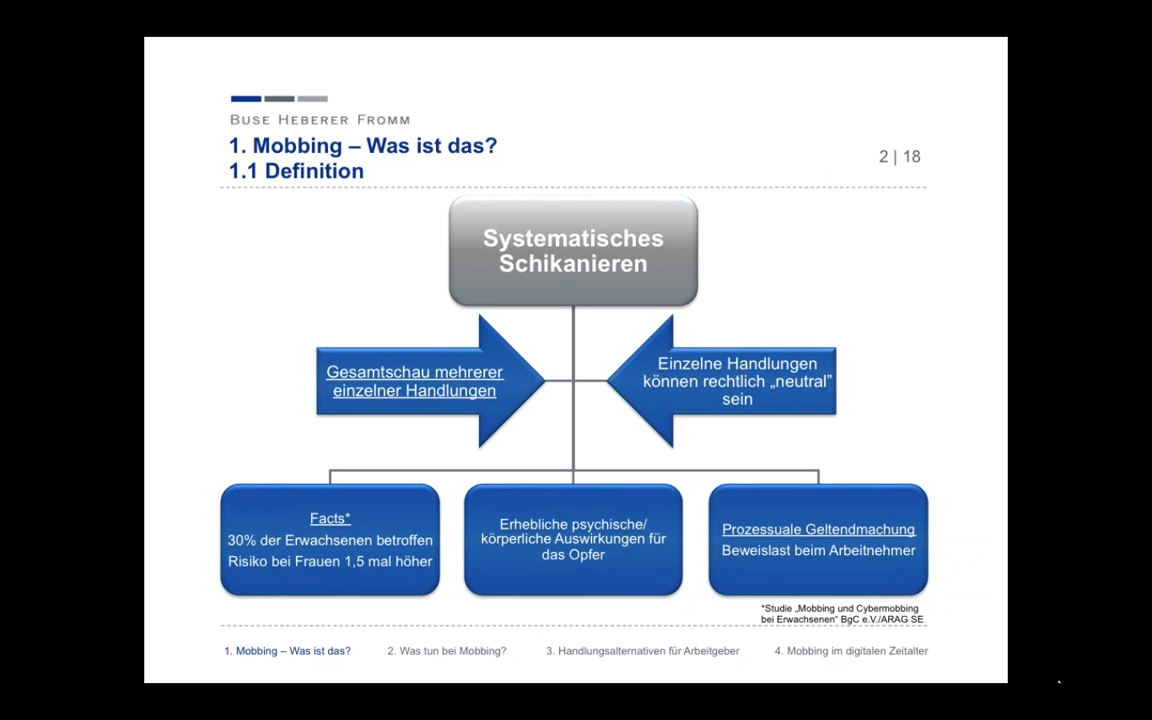 BUSE HEBERER FROMM
1. Mobbing – Was ist das?
1.1 Definition
2 | 18
Systematisches
Schikanieren
Gesamtschau mehrerer
einzelner Handlungen
Einzelne Handlungen
können rechtlich „neutral”
sein
Facts*
30% der Erwachsenen betroffen
Risiko bei Frauen 1,5 mal höher
Erhebliche psychische/
körperliche Auswirkungen für
das Opfer
Prozessuale Geltendmachung
Beweislast beim Arbeitnehmer
*Studie „Mobbing und Cybermobbing
bei Erwachsenen“ BgC e.V./ARAG SE
1. Mobbing – Was ist das?
2. Was tun bei Mobbing?
3. Handlungsalternativen für Arbeitgeber
4. Mobbing im digitalen Zeitalter